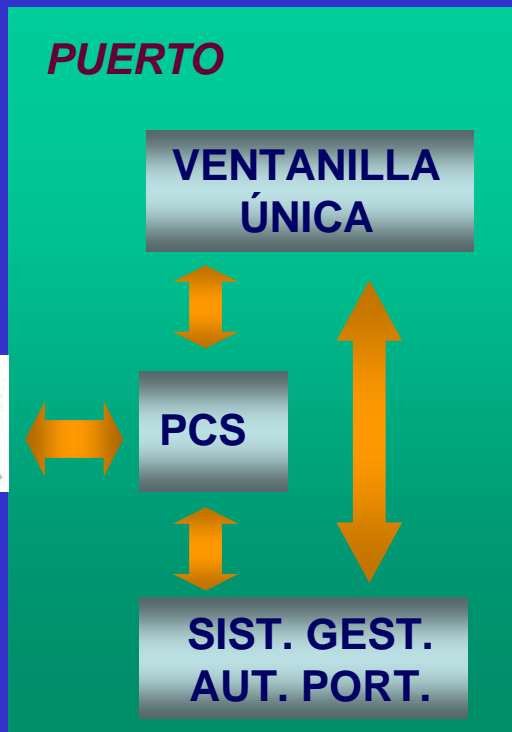 PUERTO
VENTANILLA
ÚNICA
PCS
SIST. GEST.
AUT. PORT.